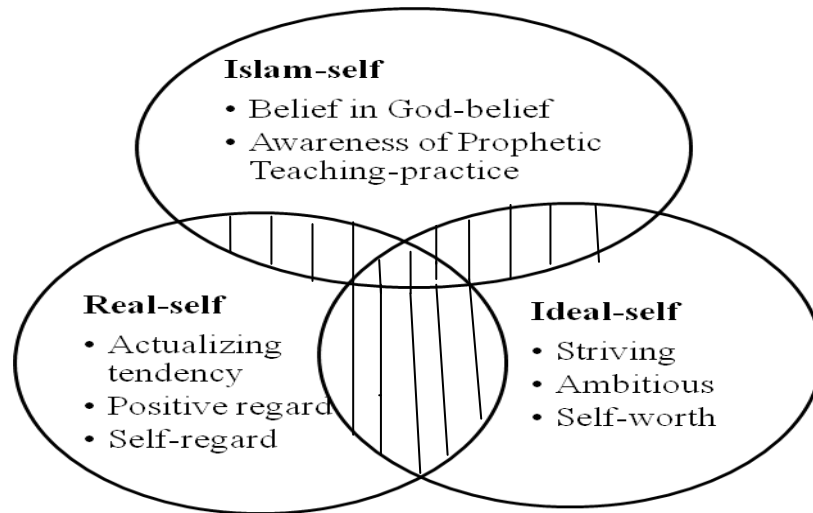 Islam-self
• Belief in God-belief
• Awareness of Prophetic
Teaching-practice
Real-self
• Actualizing
tendency
• Positive regard
• Self-regard
Ideal-self
• Striving
• Ambitious
• Self-worth